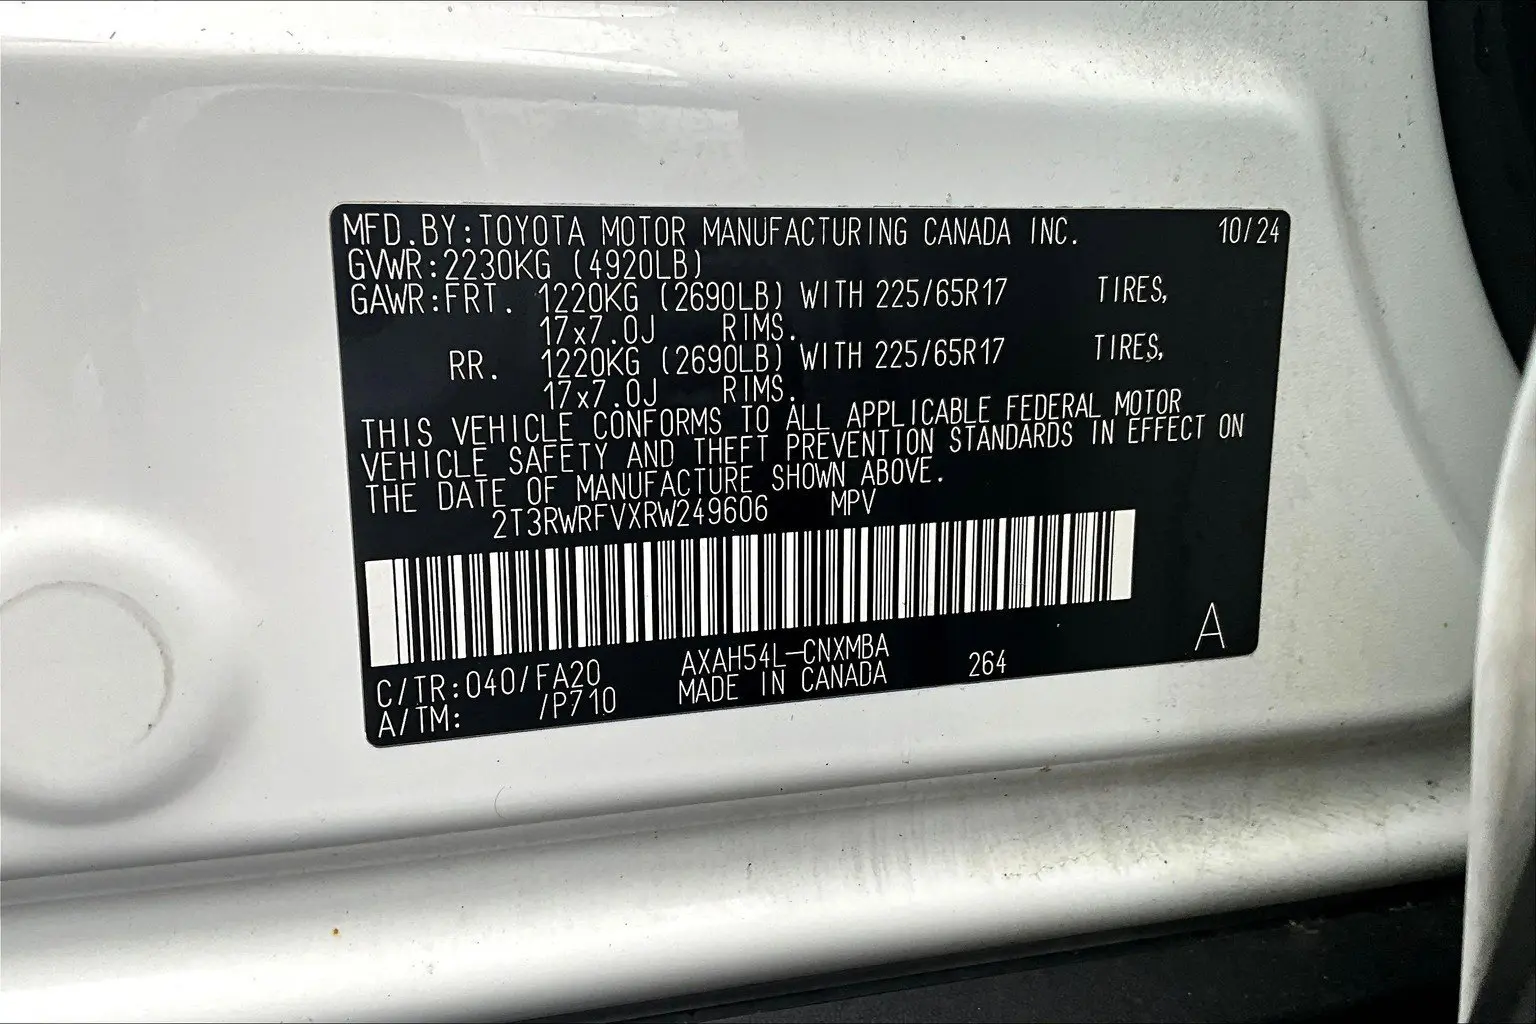 MFD.BY:TOYOTA MOTOR MANUFACTURING CANADA INC. 10/24
GVWR:2230KG (4920LB)
GAWR:FRT. 1220KG (2690LB) WITH 225/65R17 TIRES,
17x7.0J RIMS.
RR. 1220KG (2690LB) WITH 225/65R17 TIRES,
17x7.0J RIMS.
THIS VEHICLE CONFORMS TO ALL APPLICABLE FEDERAL MOTOR
VEHICLE SAFETY AND THEFT PREVENTION STANDARDS IN EFFECT ON
THE DATE OF MANUFACTURE SHOWN ABOVE.
2T3RWRFVXRW249606 MPV
C/TR:040/FA20 AXAH54L-CNXMBA 264 A
A/TM: /P710 MADE IN CANADA